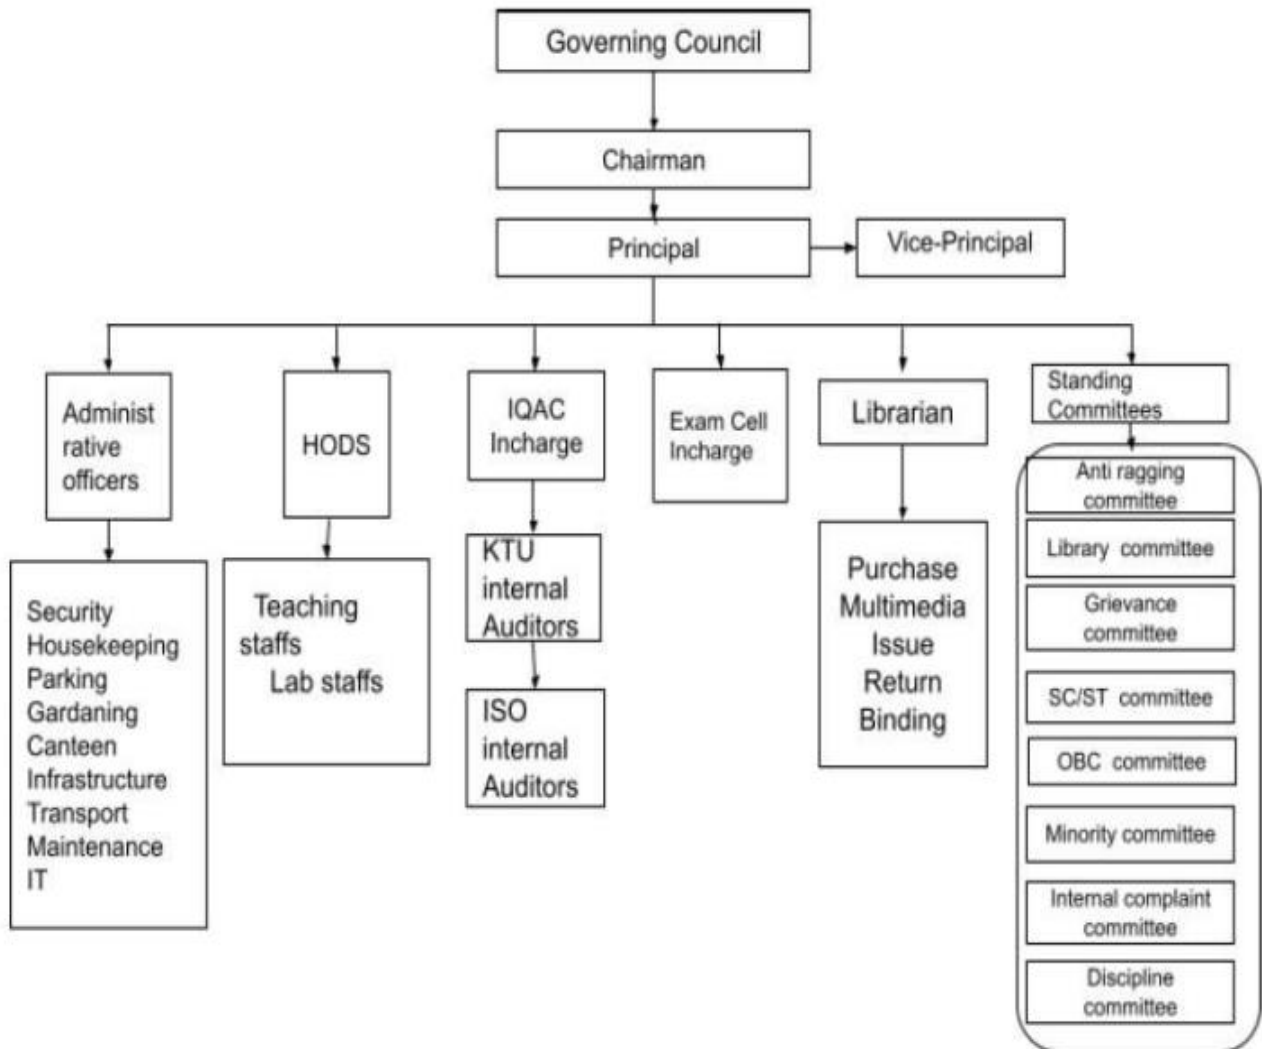 Governing Council
Chairman
Principal
Vice-Principal
Administ
rative
officers
HODS
IQAC
Incharge
Exam Cell
Incharge
Librarian
Standing
Committees
Security
Housekeeping
Parking
Gardaning
Canteen
Infrastructure
Transport
Maintenance
IT
Teaching
staffs
Lab staffs
KTU
internal
Auditors
ISO
internal
Auditors
Purchase
Multimedia
Issue
Return
Binding
Anti ragging
committee
Library committee
Grievance
committee
SC/ST committee
OBC committee
Minority committee
Internal complaint
committee
Discipline
committee